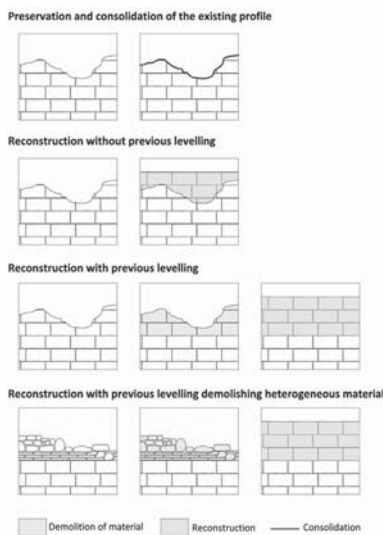 Preservation and consolidation of the existing profile
Reconstruction without previous levelling
Reconstruction with previous levelling
Reconstruction with previous levelling demolishing heterogeneous material
Demolition of material
Reconstruction
Consolidation